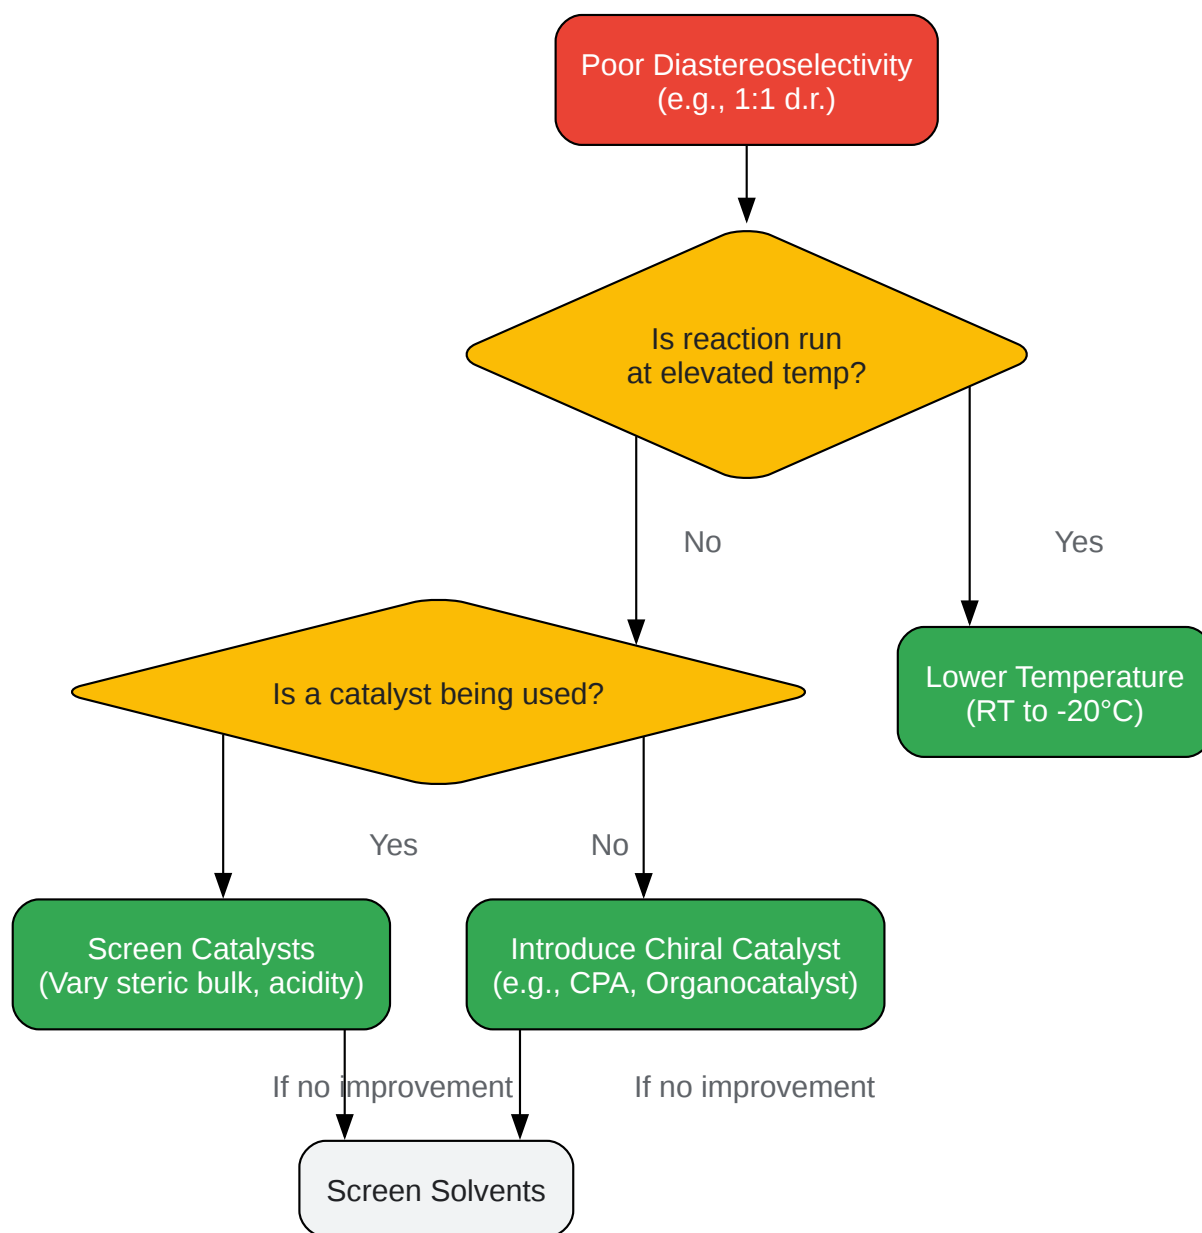 Poor Diastereoselectivity
(e.g., 1:1 d.r.)
Is reaction run
at elevated temp?
No
Yes
Lower Temperature
(RT to -20°C)
Is a catalyst being used?
Yes
No
Screen Catalysts
(Vary steric bulk, acidity)
Introduce Chiral Catalyst
(e.g., CPA, Organocatalyst)
If no improvement
If no improvement
Screen Solvents